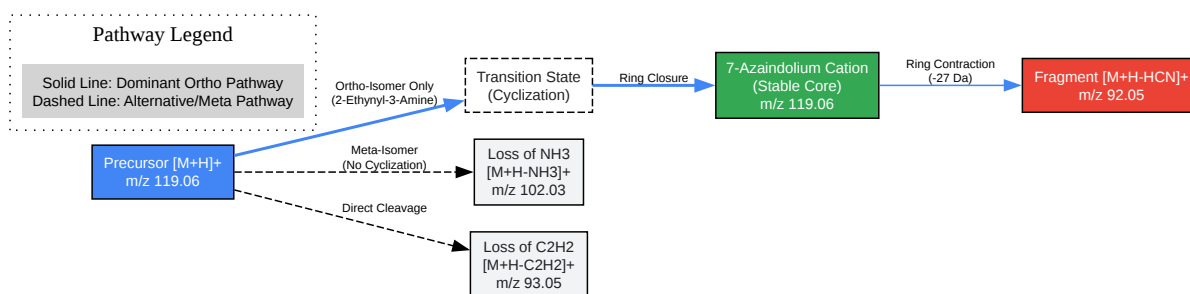 Pathway Legend
Solid Line: Dominant Ortho Pathway
Dashed Line: Alternative/Meta Pathway
Precursor [M+H]+
m/z 119.06
Ortho-Isomer Only
(2-Ethynyl-3-Amine)
Transition State
(Cyclization)
Ring Closure
7-Azaindolium Cation
(Stable Core)
m/z 119.06
Ring Contraction
(-27 Da)
Fragment [M+H-HCN]+
m/z 92.05
Meta-Isomer
(No Cyclization)
Loss of NH3
[M+H-NH3]+
m/z 102.03
Direct Cleavage
Loss of C2H2
[M+H-C2H2]+
m/z 93.05